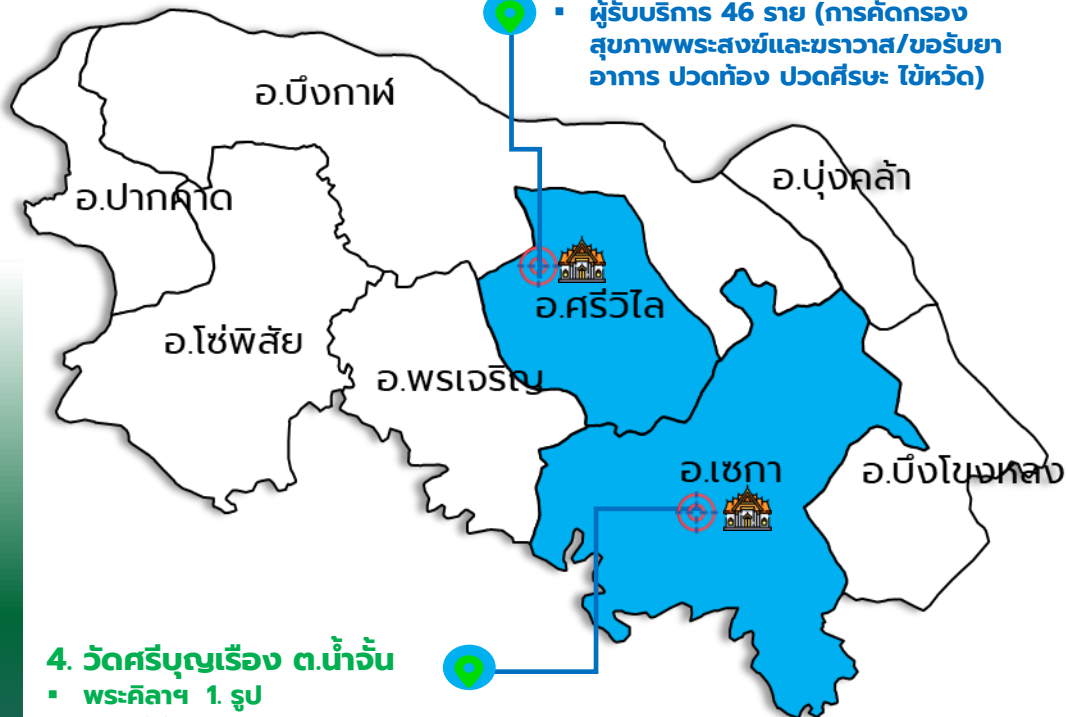 ▪ ผู้รับบริการ 46 ราย (การคัดกรอง
สุขภาพพระสงฆ์และฆราวาส/ขอรับยา
อาการ ปวดท้อง ปวดศีรษะ ไข้หวัด)
อ.บึงกาฬ
อ.บุ่งคล้า
อ.ปากคาด
อ.ศรีวิไล
อ.โซ่พิสัย
อ.พรเจริญ
อ.เซกา
อ.บึงโขงหลง
4. วัดศรีบุญเรือง ต.น้ำจั้น
▪ พระคิลาฯ 1. รูป